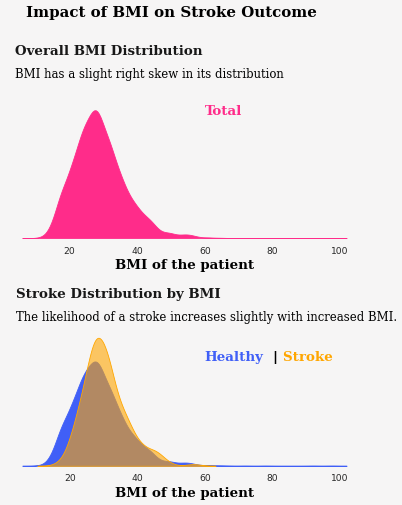 Impact of BMI on Stroke Outcome
Overall BMI Distribution
BMI has a slight right skew in its distribution
Total
20 40 60 80 100
BMI of the patient
Stroke Distribution by BMI
The likelihood of a stroke increases slightly with increased BMI.
Healthy | Stroke
20 40 60 80 100
BMI of the patient